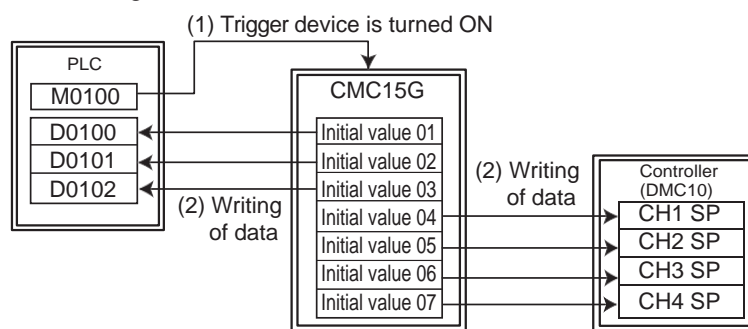 (1) Trigger device is turned ON
PLC
M0100
D0100
D0101
D0102
(2) Writing
of data
CMC15G
Initial value 01
Initial value 02
Initial value 03
Initial value 04
Initial value 05
Initial value 06
Initial value 07
(2) Writing
of data
Controller
(DMC10)
CH1 SP
CH2 SP
CH3 SP
CH4 SP